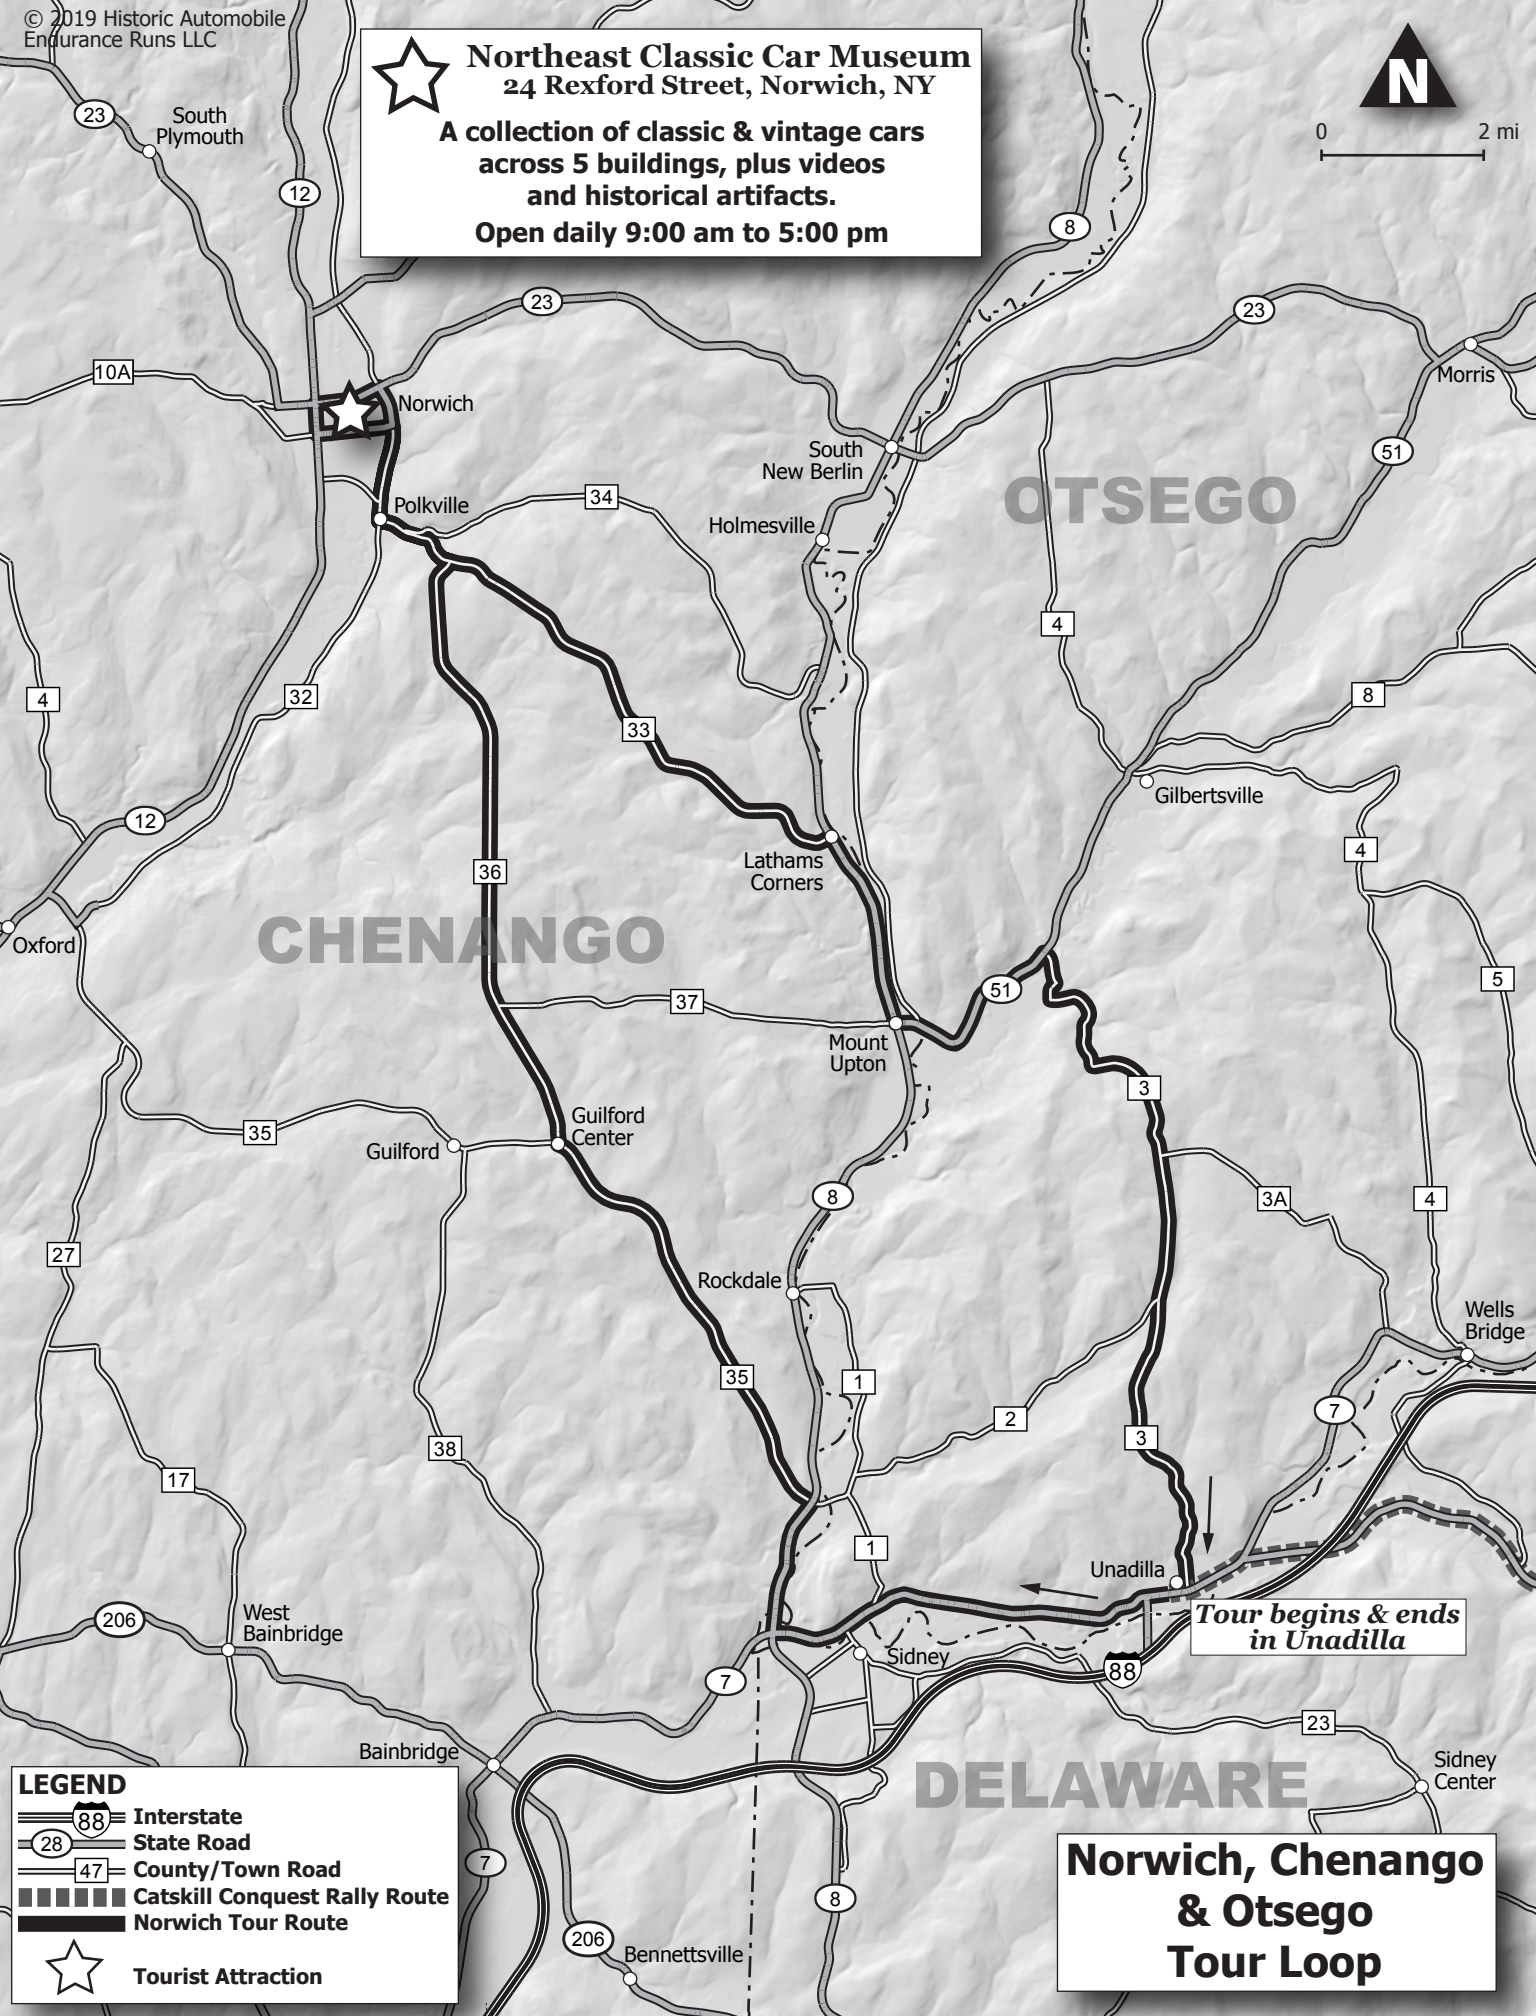 © 2019 Historic Automobile
Endurance Runs LLC
Northeast Classic Car Museum
24 Rexford Street, Norwich, NY
A collection of classic & vintage cars
across 5 buildings, plus videos
and historical artifacts.
Open daily 9:00 am to 5:00 pm
N
0 2 mi
23
South
Plymouth
12
8
23
23
10A
Morris
Norwich
51
South
New Berlin
OTSEGO
34
Polkville
Holmesville
4
4
32
8
33
Gilbertsville
12
4
Lathams
Corners
36
CHENANGO
Oxford
5
51
37
Mount
Upton
3
Guilford
Center
35
Guilford
8
3A
4
27
Rockdale
Wells
Bridge
35
1
7
2
3
38
17
1
Unadilla
206
West
Bainbridge
Tour begins & ends
in Unadilla
Sidney
88
7
23
Bainbridge
Sidney
Center
DELAWARE
LEGEND
88 Interstate
28 State Road
47 County/Town Road
Catskill Conquest Rally Route
Norwich Tour Route
Tourist Attraction
7
8
206
Bennettsville
Norwich, Chenango
& Otsego
Tour Loop